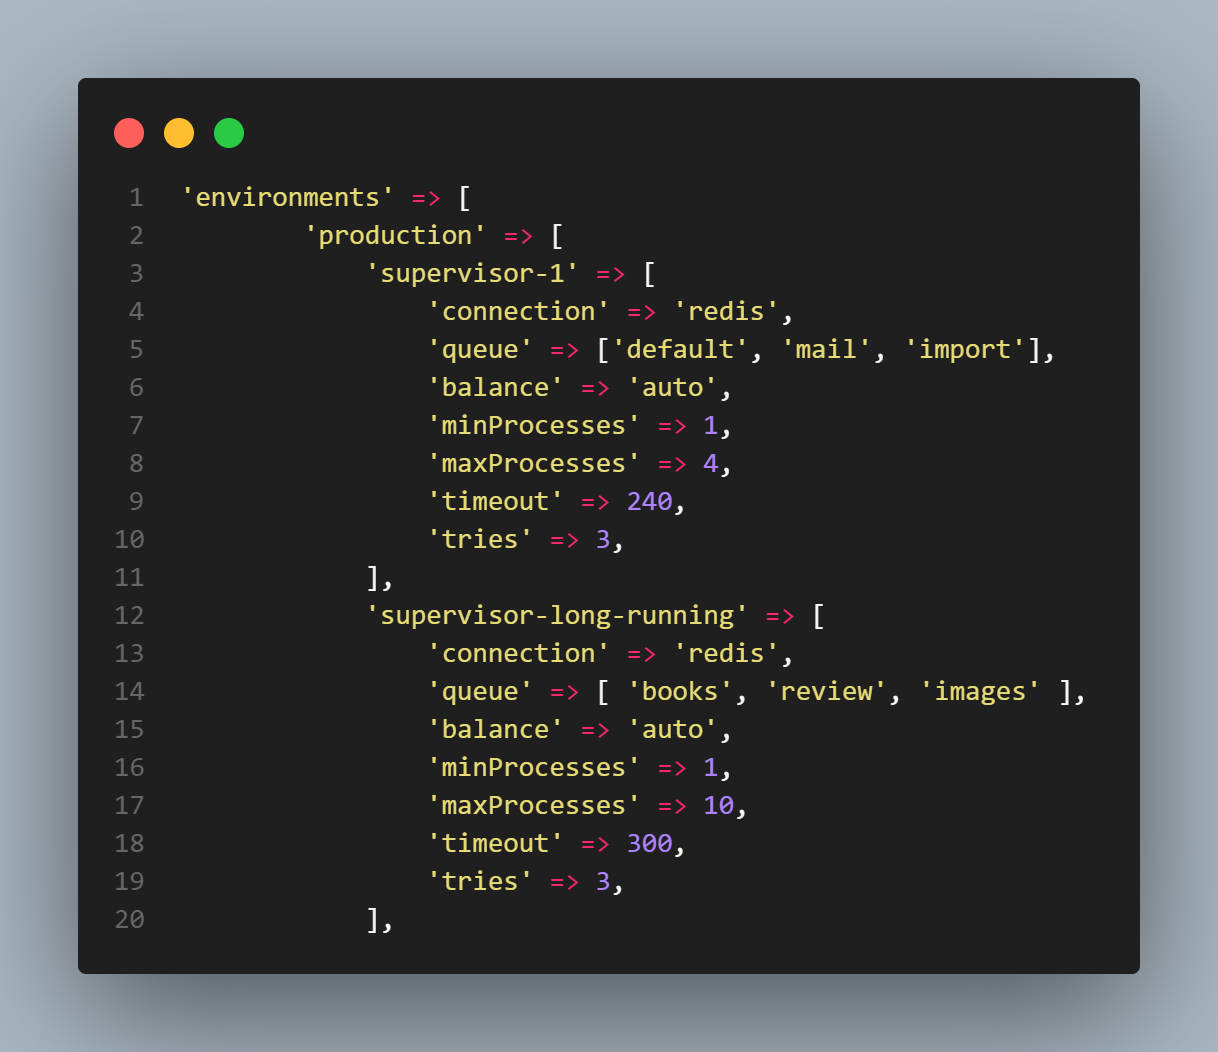 1 'environments' => [
2 'production' => [
3 'supervisor-1' => [
4 'connection' => 'redis',
5 'queue' => ['default', 'mail', 'import'],
6 'balance' => 'auto',
7 'minProcesses' => 1,
8 'maxProcesses' => 4,
9 'timeout' => 240,
10 'tries' => 3,
11 ],
12 'supervisor-long-running' => [
13 'connection' => 'redis',
14 'queue' => [ 'books', 'review', 'images' ],
15 'balance' => 'auto',
16 'minProcesses' => 1,
17 'maxProcesses' => 10,
18 'timeout' => 300,
19 'tries' => 3,
20 ],